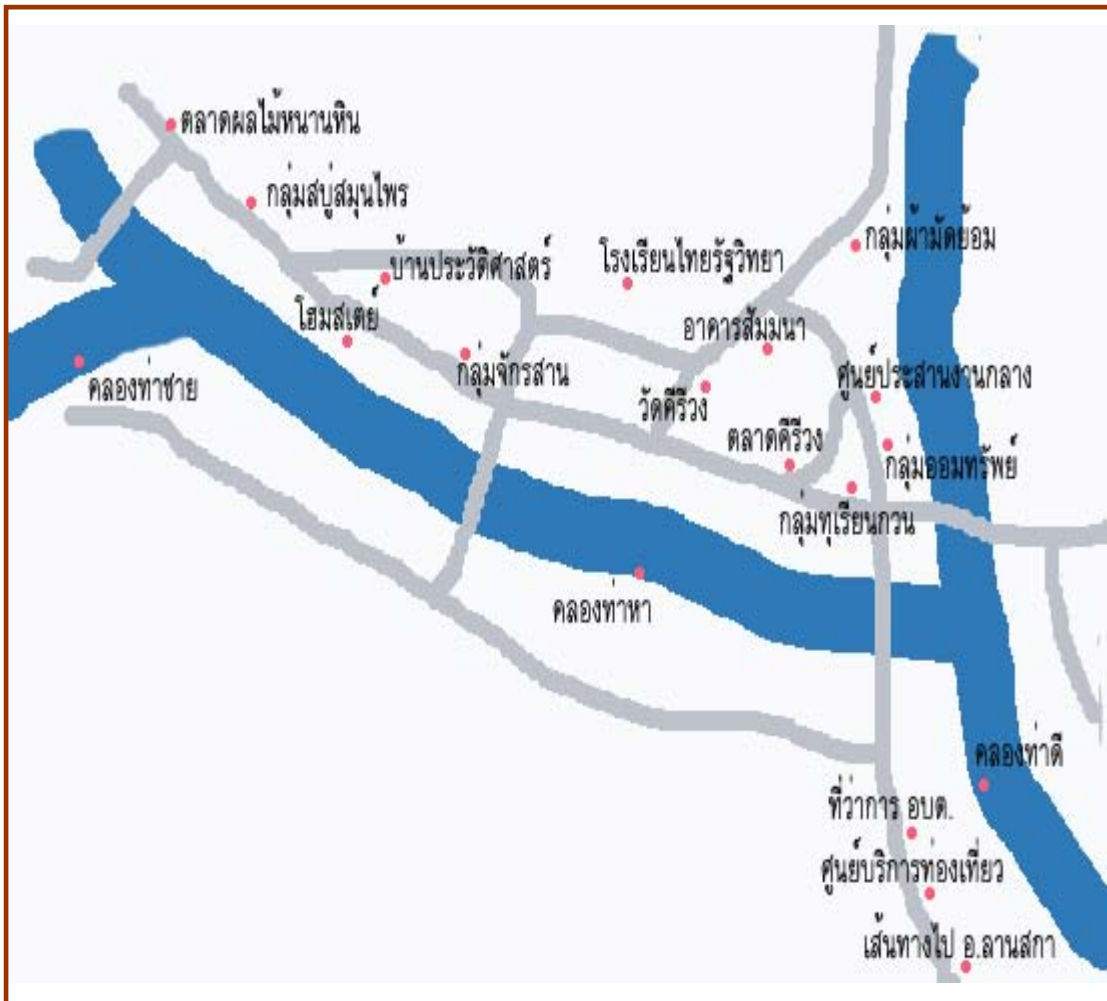 ตลาดผลไม้หนานหิน
กลุ่มสบู่สมุนไพร
กลุ่มผ้ามัดย้อม
บ้านประวัติศาสตร์
โรงเรียนไทยรัฐวิทยา
โฮมสเตย์
อาคารสัมมนา
กลุ่มจักรสาน
ศูนย์ประสานงานกลาง
คลองท่าชาย
วัดคีรีวง
ตลาดคีรีวง
กลุ่มออมทรัพย์
กลุ่มทุเรียนกวน
คลองท่าหา
คลองท่าดี
ที่ว่าการ อบต.
ศูนย์บริการท่องเที่ยว
เส้นทางไป อ.ลานสกา